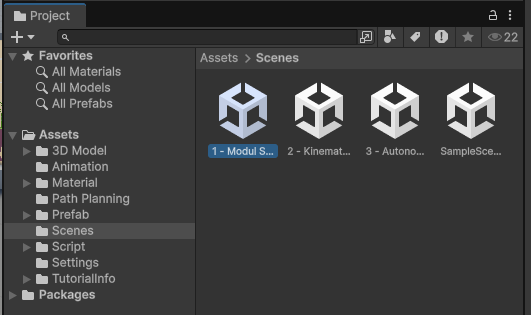 Project
22
Favorites
All Materials
All Models
All Prefabs
Assets
3D Model
Animation
Material
Path Planning
Prefab
Scenes
Script
Settings
TutorialInfo
Packages
Assets > Scenes
1 - Modul S...
2 - Kinemat...
3 - Autono...
SampleSce...